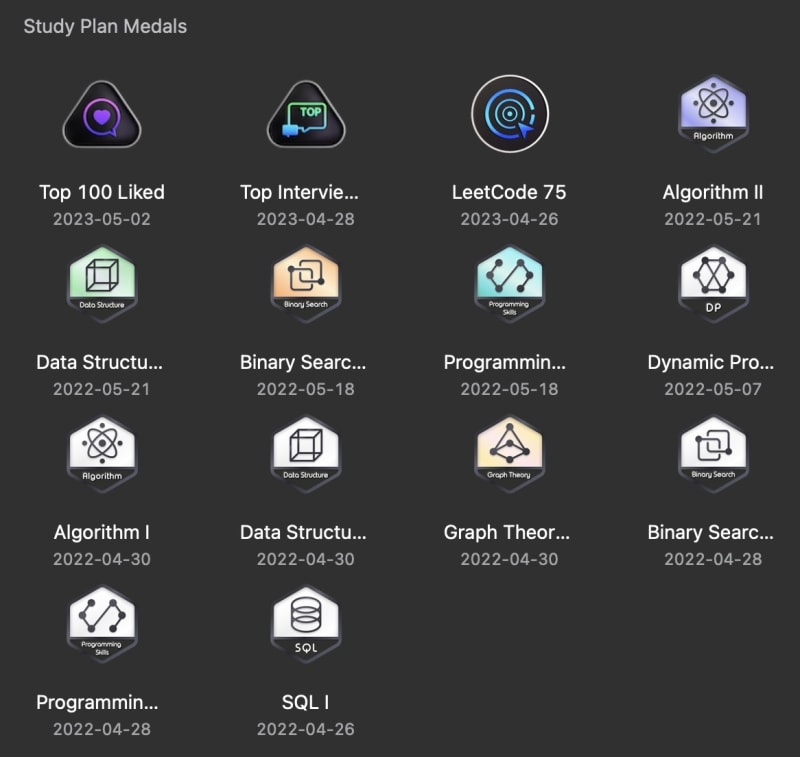 Study Plan Medals
TOP
Algorithm
Top 100 Liked
Top Intervie...
LeetCode 75
Algorithm II
2023-05-02
2023-04-28
2023-04-26
2022-05-21
Data Structure
Binary Search
Programming
Skills
DP
Data Structu...
Binary Searc...
Programmin...
Dynamic Pro...
2022-05-21
2022-05-18
2022-05-18
2022-05-07
Algorithm
Data Structure
Graph Theory
Binary Search
Algorithm I
Data Structu...
Graph Theor...
Binary Searc...
2022-04-30
2022-04-30
2022-04-30
2022-04-28
Programming
Skills
SQL
Programmin...
SQL I
2022-04-28
2022-04-26